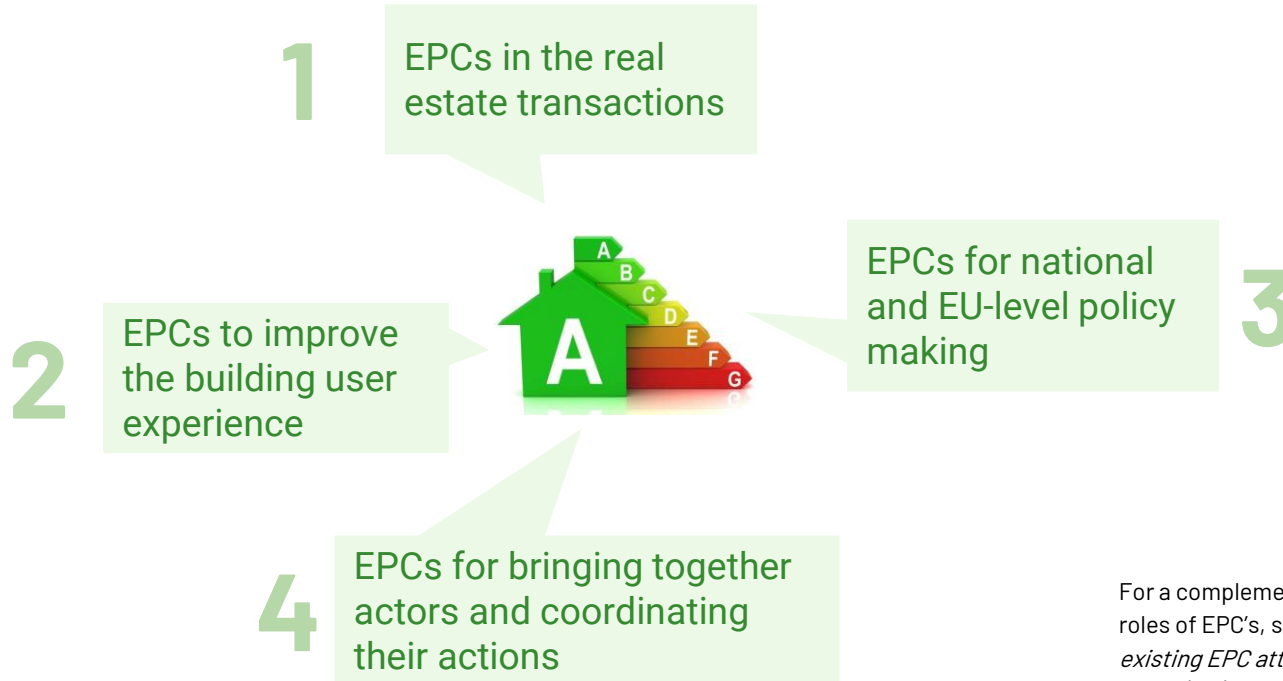 1
EPCs in the real
estate transactions
2
EPCs to improve
the building user
experience
A
A
B
C
D
E
F
G
EPCs for national
and EU-level policy
making
3
4
EPCs for bringing together
actors and coordinating
their actions
For a
roles of EPC's,
existing EPC